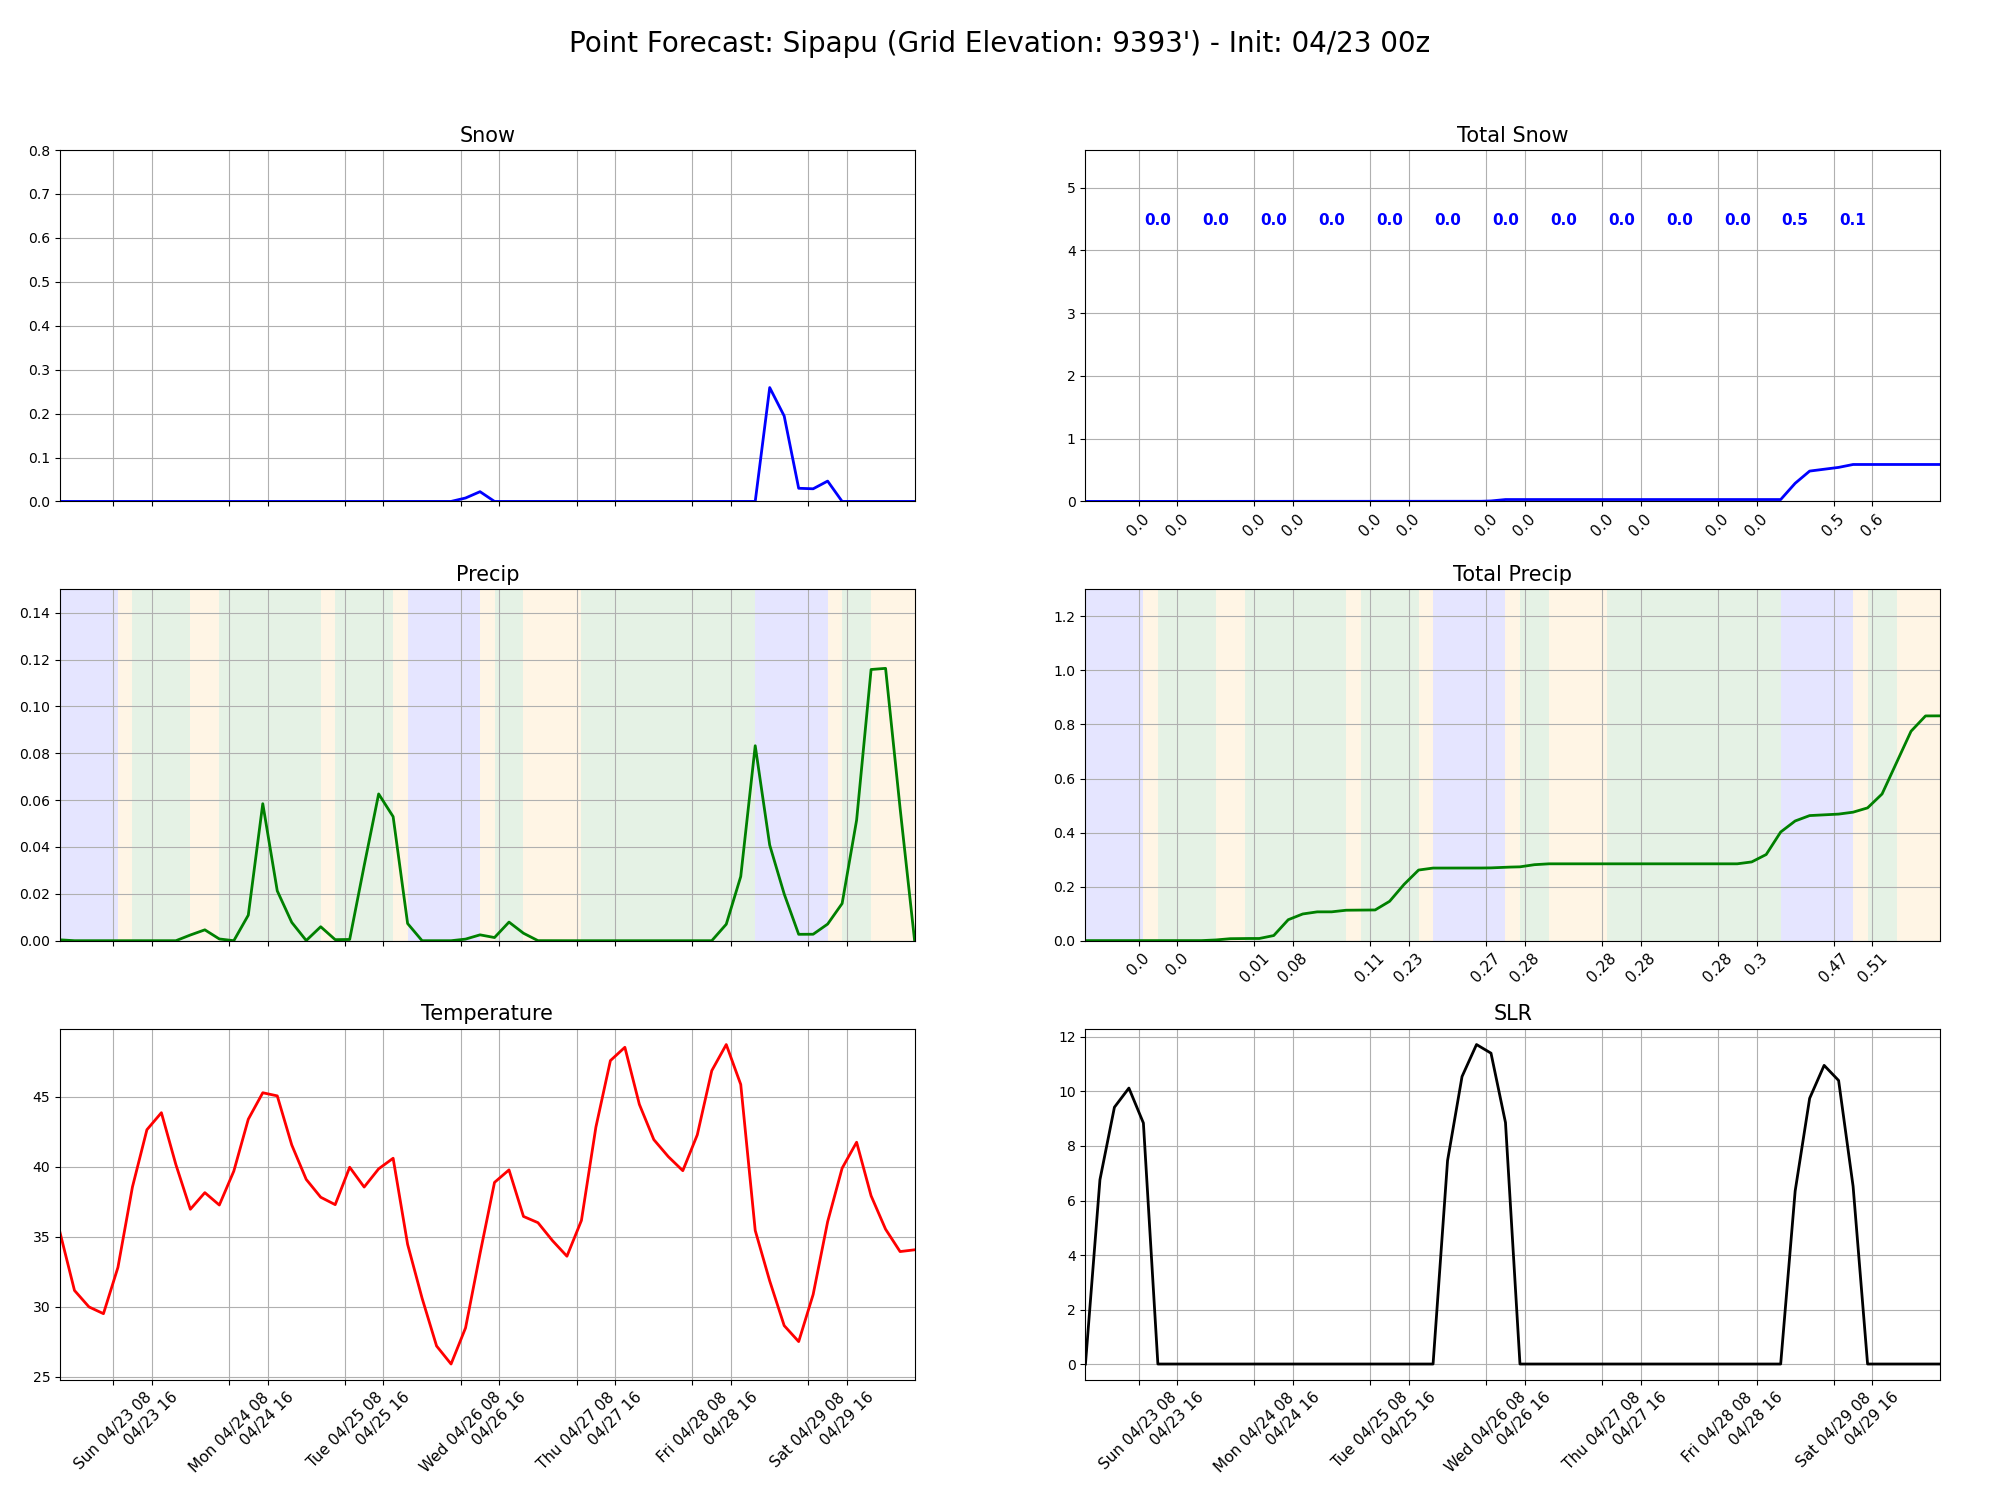 Point Forecast: Sipapu (Grid Elevation: 9393') - Init: 04/23 00z
Snow
0.8
0.7
0.6
0.5
0.4
0.3
0.2
0.1
0.0
Total Snow
5
4
3
2
1
0
0.0 0.0 0.0 0.0 0.0 0.0 0.0 0.0 0.0 0.0 0.0 0.5 0.1
0.0 0.0 0.0 0.0 0.0 0.0 0.0 0.0 0.0 0.0 0.0 0.0 0.5 0.6
Precip
0.14
0.12
0.10
0.08
0.06
0.04
0.02
0.00
Total Precip
1.2
1.0
0.8
0.6
0.4
0.2
0.0
0.0 0.0 0.01 0.08 0.11 0.23 0.27 0.28 0.28 0.28 0.28 0.3 0.47 0.51
Temperature
45
40
35
30
25
Sun 04/23 08
04/23 16
Mon 04/24 08
04/24 16
Tue 04/25 08
04/25 16
Wed 04/26 08
04/26 16
Thu 04/27 08
04/27 16
Fri 04/28 08
04/28 16
Sat 04/29 08
04/29 16
SLR
12
10
8
6
4
2
0
Sun 04/23 08
04/23 16
Mon 04/24 08
04/24 16
Tue 04/25 08
04/25 16
Wed 04/26 08
04/26 16
Thu 04/27 08
04/27 16
Fri 04/28 08
04/28 16
Sat 04/29 08
04/29 16